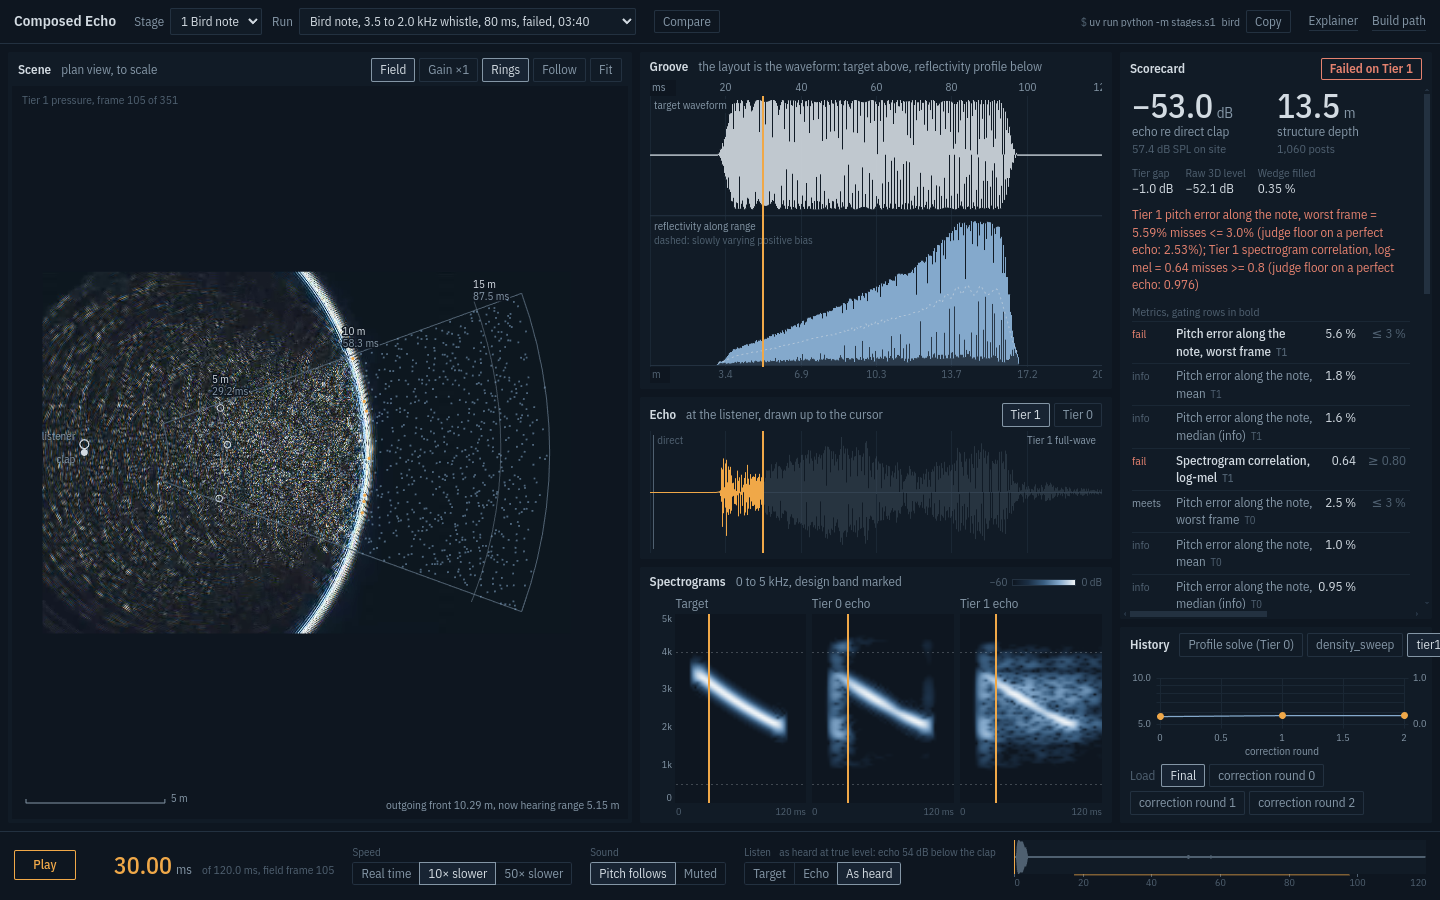 Composed Echo Stage 1 Bird note Run Bird note, 3.5 to 2.0 kHz whistle, 80 ms, failed, 03:40 Compare $ uv run python -m stages.s1 bird Copy Explainer Build path
Scene plan view, to scale Field Gain ×1 Rings Follow Fit
Tier 1 pressure, frame 105 of 351
15 m
87.5 ms
10 m
58.3 ms
5 m
29.2 ms
listener
clap
5 m
outgoing front 10.29 m, now hearing range 5.15 m
Groove the layout is the waveform: target above, reflectivity profile below
ms 20 40 60 80 100 12
target waveform
reflectivity along range
dashed: slowly varying positive bias
m 3.4 6.9 10.3 13.7 17.2 20
Echo at the listener, drawn up to the cursor Tier 1 Tier 0
direct Tier 1 full-wave
Spectrograms 0 to 5 kHz, design band marked −60 0 dB
Target Tier 0 echo Tier 1 echo
5k
4k
3k
2k
1k
0
0 120 ms 0 120 ms 0 120 ms
Scorecard Failed on Tier 1
−53.0 dB 13.5 m
echo re direct clap structure depth
57.4 dB SPL on site 1,060 posts
Tier gap Raw 3D level Wedge filled
−1.0 dB −52.1 dB 0.35 %
Tier 1 pitch error along the note, worst frame =
5.59% misses <= 3.0% (judge floor on a perfect
echo: 2.53%); Tier 1 spectrogram correlation, log-
mel = 0.64 misses >= 0.8 (judge floor on a perfect
echo: 0.976)
Metrics, gating rows in bold
fail Pitch error along the 5.6 % ≤ 3 %
note, worst frame T1
info Pitch error along the note, 1.8 %
mean T1
info Pitch error along the note, 1.6 %
median (info) T1
fail Spectrogram correlation, 0.64 ≥ 0.80
log-mel T1
meets Pitch error along the note, 2.5 % ≤ 3 %
worst frame T0
info Pitch error along the note, 1.0 %
mean T0
info Pitch error along the note, 0.95 %
median (info) T0
History Profile solve (Tier 0) density_sweep tier1
10.0 1.0
5.0 0.0
0 0.5 1 1.5 2
correction round
Load Final correction round 0
correction round 1 correction round 2
Play 30.00 ms of 120.0 ms, field frame 105
Speed
Real time 10× slower 50× slower
Sound
Pitch follows Muted
Listen as heard at true level: echo 54 dB below the clap
Target Echo As heard
0 20 40 60 80 100 120